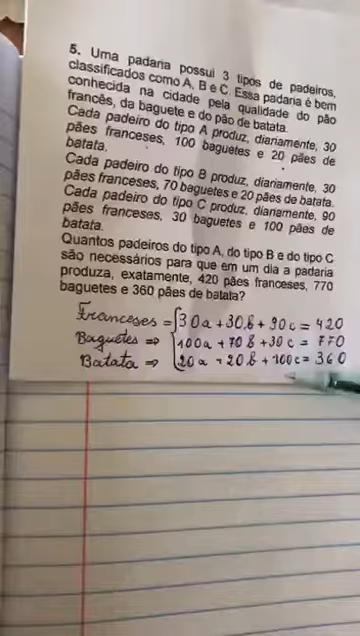 5. Uma padaria possui 3 tipos de padeiros,
classificados como A, B e C. Essa padaria é bem
conhecida na cidade pela qualidade do pão
francês, da baguete e do pão de batata.
Cada padeiro do tipo A produz, diariamente, 30
pães franceses, 100 baguetes e 20 pães de
batata.
Cada padeiro do tipo B produz, diariamente, 30
pães franceses, 70 baguetes e 20 pães de batata.
Cada padeiro do tipo C produz, diariamente, 90
pães franceses, 30 baguetes e 100 pães de
batata.
Quantos padeiros do tipo A, do tipo B e do tipo C
são necessários para que em um dia a padaria
produza, exatamente, 420 pães franceses, 770
baguetes e 360 pães de batata?
Franceses = 30a + 30b + 90c = 420
Baguetes => 100a + 70b + 30c = 770
Batata => 20a + 20b + 100c = 360